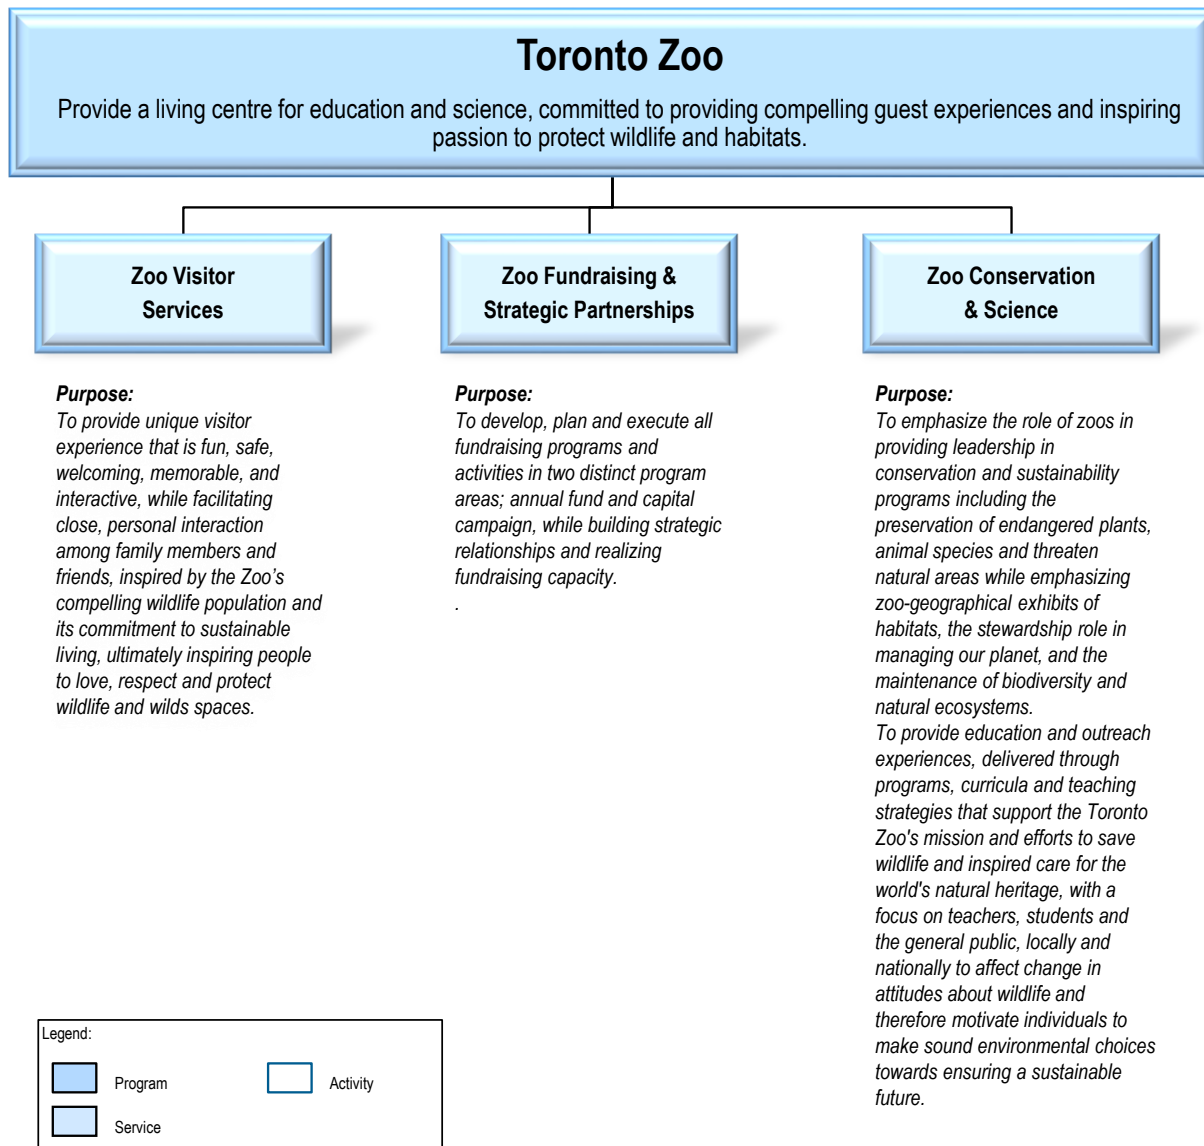 Toronto Zoo
Provide a living centre for education and science, committed to providing compelling guest experiences and inspiring
passion to protect wildlife and habitats.
Zoo Visitor
Services
Zoo Fundraising &
Strategic Partnerships
Zoo Conservation
& Science
Purpose:
To provide unique visitor
experience that is fun, safe,
welcoming, memorable, and
interactive, while facilitating
close, personal interaction
among family members and
friends, inspired by the Zoo’s
compelling wildlife population and
its commitment to sustainable
living, ultimately inspiring people
to love, respect and protect
wildlife and wilds spaces.
Purpose:
To develop, plan and execute all
fundraising programs and
activities in two distinct program
areas; annual fund and capital
campaign, while building strategic
relationships and realizing
fundraising capacity.
.
Purpose:
To emphasize the role of zoos in
providing leadership in
conservation and sustainability
programs including the
preservation of endangered plants,
animal species and threaten
natural areas while emphasizing
zoo-geographical exhibits of
habitats, the stewardship role in
managing our planet, and the
maintenance of biodiversity and
natural ecosystems.
To provide education and outreach
experiences, delivered through
programs, curricula and teaching
strategies that support the Toronto
Zoo's mission and efforts to save
wildlife and inspired care for the
world's natural heritage, with a
focus on teachers, students and
the general public, locally and
nationally to affect change in
attitudes about wildlife and
therefore motivate individuals to
make sound environmental choices
towards ensuring a sustainable
future.
Legend:
Program
Activity
Service